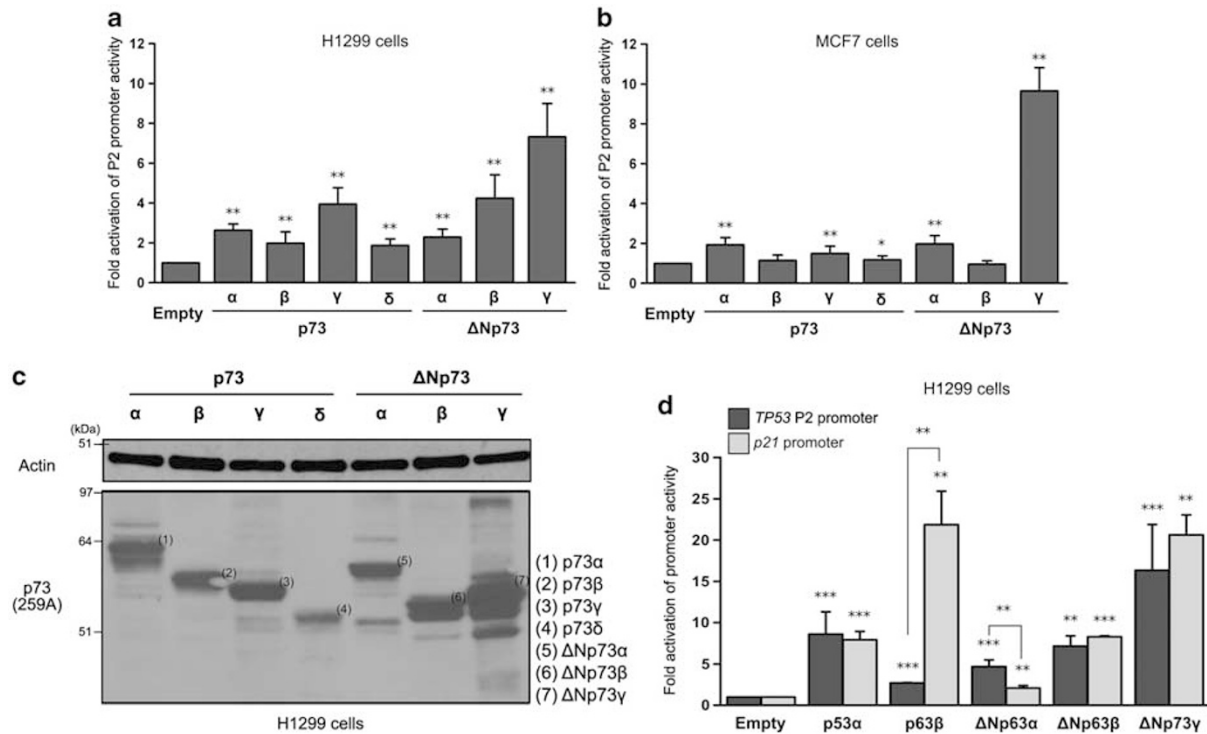 a
H1299 cells
Fold activation of P2 promoter activity
12
10
8
6
4
2
0
** ** ** ** ** ** **
Empty α β γ δ α β γ
p73 ΔNp73
b
MCF7 cells
Fold activation of P2 promoter activity
12
10
8
6
4
2
0
** ** * ** **
Empty α β γ δ α β γ
p73 ΔNp73
c
p73 ΔNp73
α β γ δ α β γ
(kDa)
51
Actin
97
64
51
p73
(259A)
(1)
(2)
(3)
(4)
(5)
(6)
(7)
(1) p73α
(2) p73β
(3) p73γ
(4) p73δ
(5) ΔNp73α
(6) ΔNp73β
(7) ΔNp73γ
H1299 cells
d
H1299 cells
TP53 P2 promoter
p21 promoter
Fold activation of promoter activity
30
25
20
15
10
5
0
** **
*** *** *** ** *** ** ** *** *** **
Empty p53α p63β ΔNp63α ΔNp63β ΔNp73γ